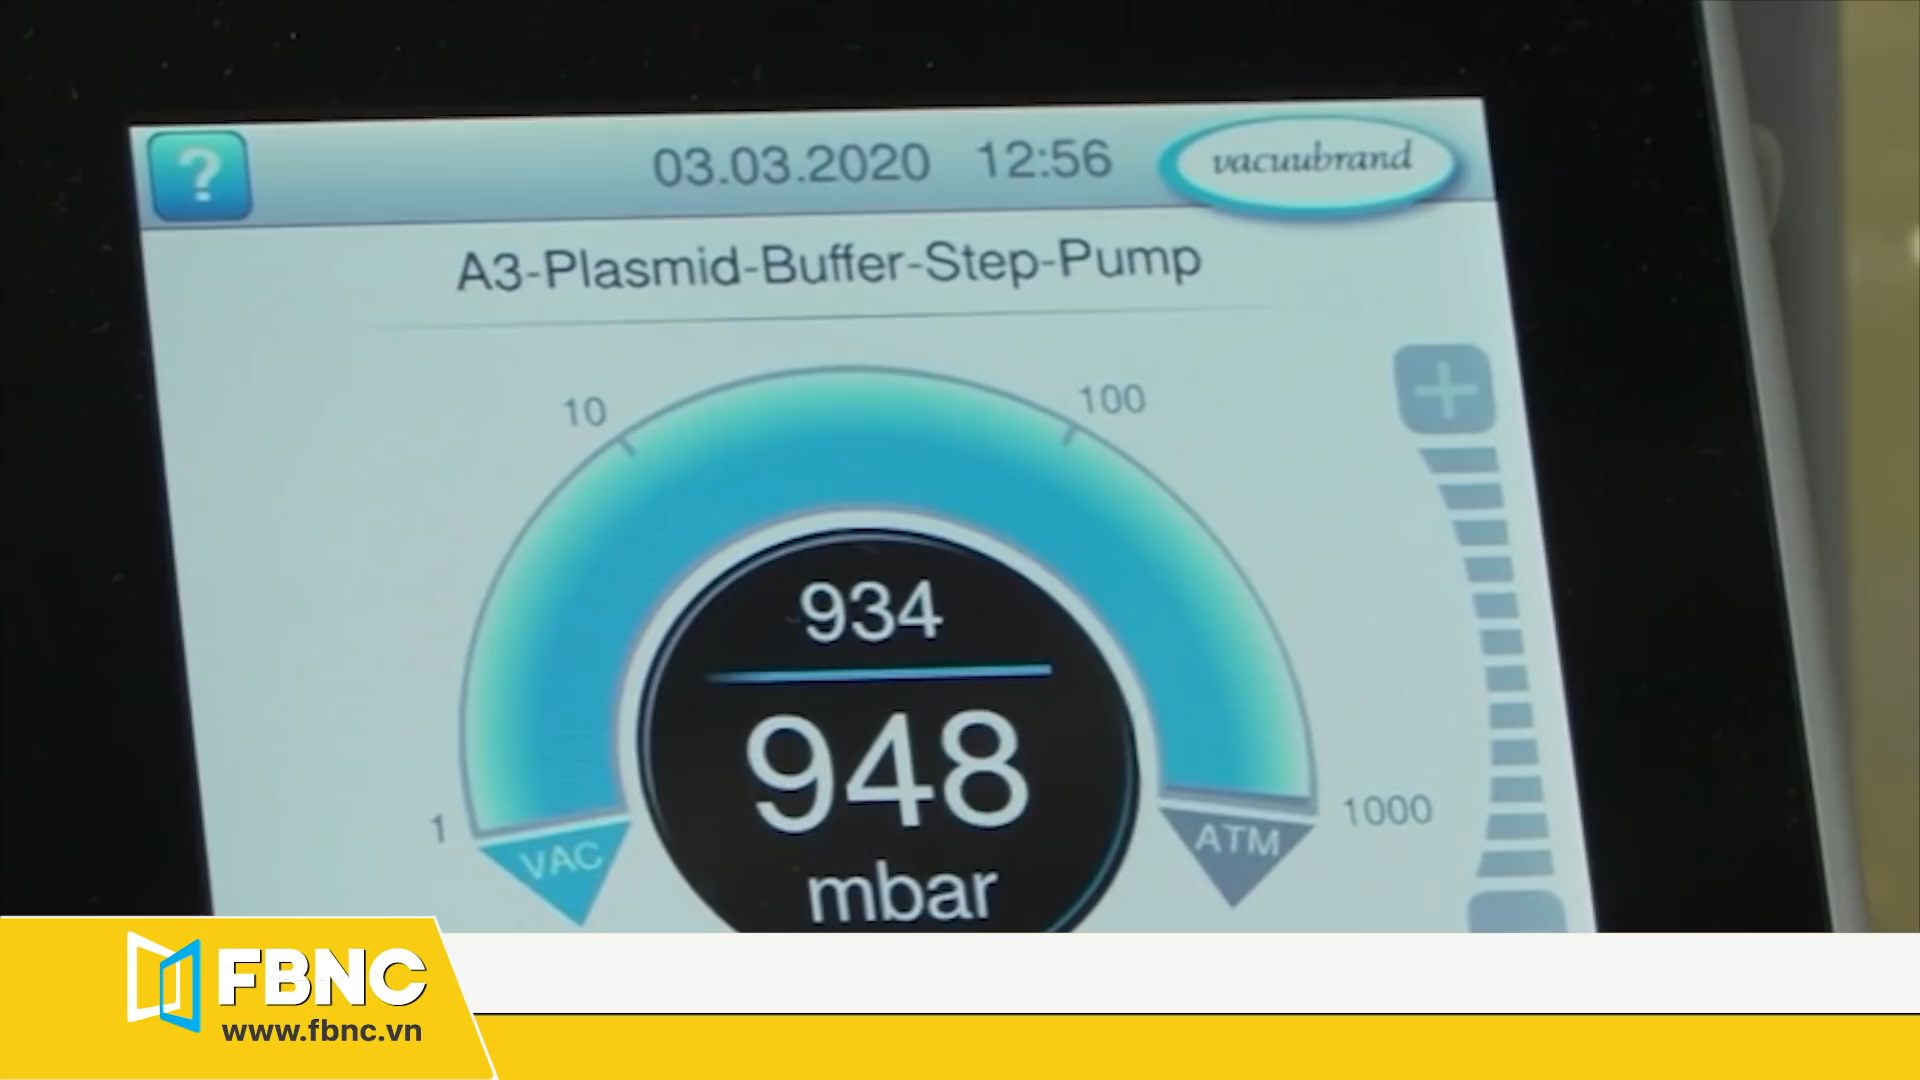 ?
03.03.2020 12:56
vacuubrand
A3-Plasmid-Buffer-Step-Pump
10
100
934
948
mbar
1
VAC
ATM
1000
FBNC
www.fbnc.vn